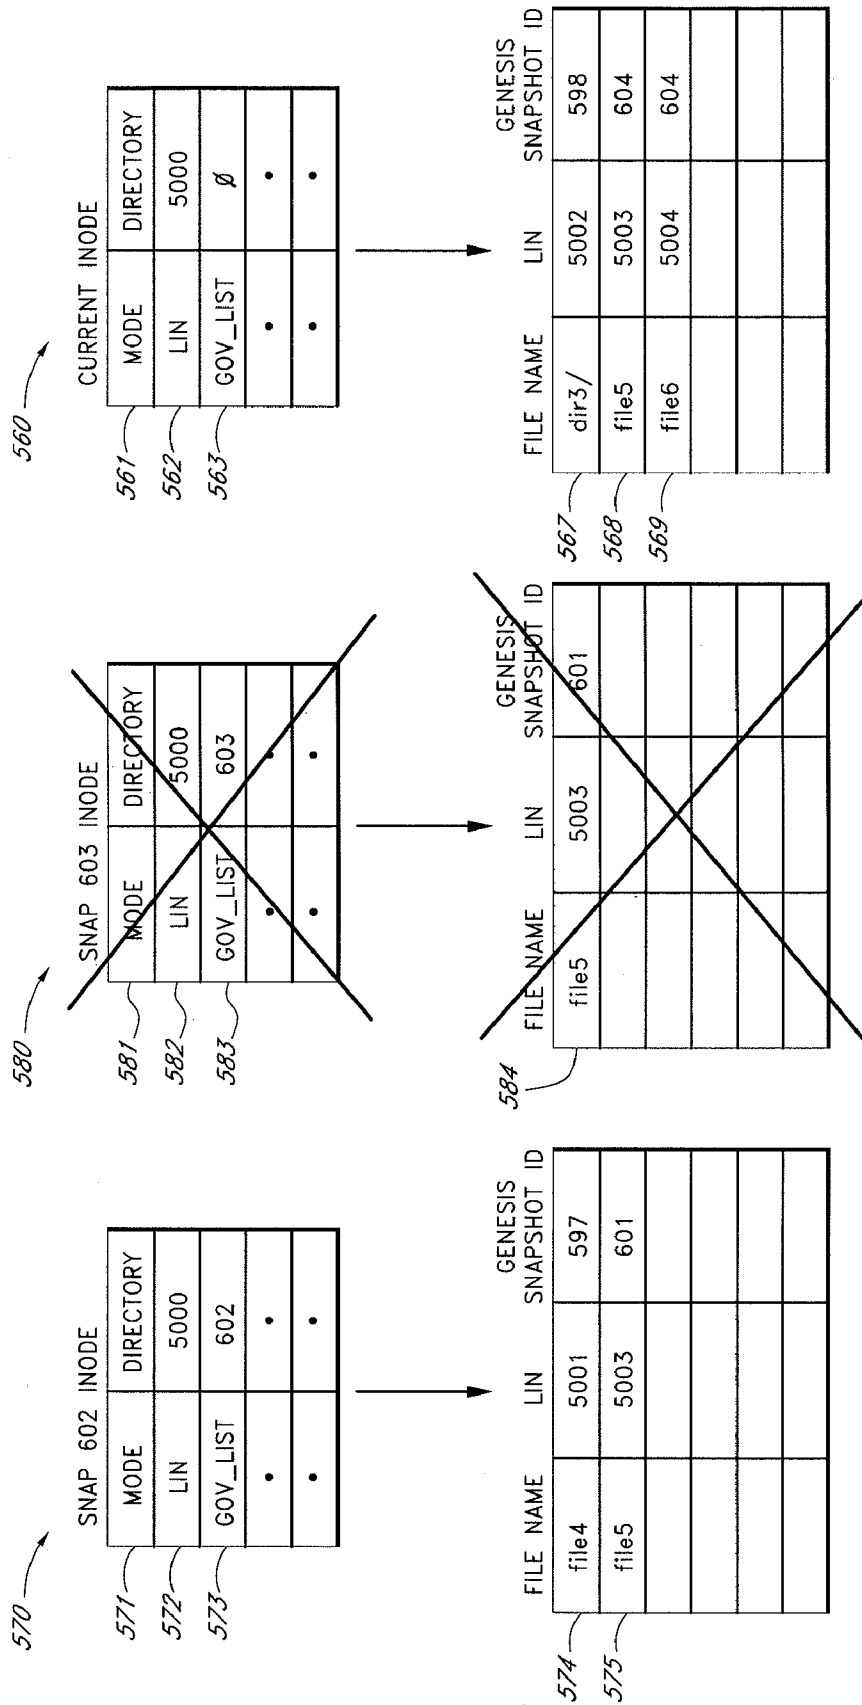 570
SNAP 602 INODE
571 MODE DIRECTORY
572 LIN 5000
573 GOV_LIST 602
• •
• •
FILE NAME LIN GENESIS SNAPSHOT ID
574 file4 5001 597
575 file5 5003 601
580
SNAP 603 INODE
581 MODE DIRECTORY
582 LIN 5000
583 GOV_LIST 603
• •
• •
FILE NAME LIN GENESIS SNAPSHOT ID
584 file5 5003 601
560
CURRENT INODE
561 MODE DIRECTORY
562 LIN 5000
563 GOV_LIST Ø
• •
• •
FILE NAME LIN GENESIS SNAPSHOT ID
567 dir3/ 5002 598
568 file5 5003 604
569 file6 5004 604